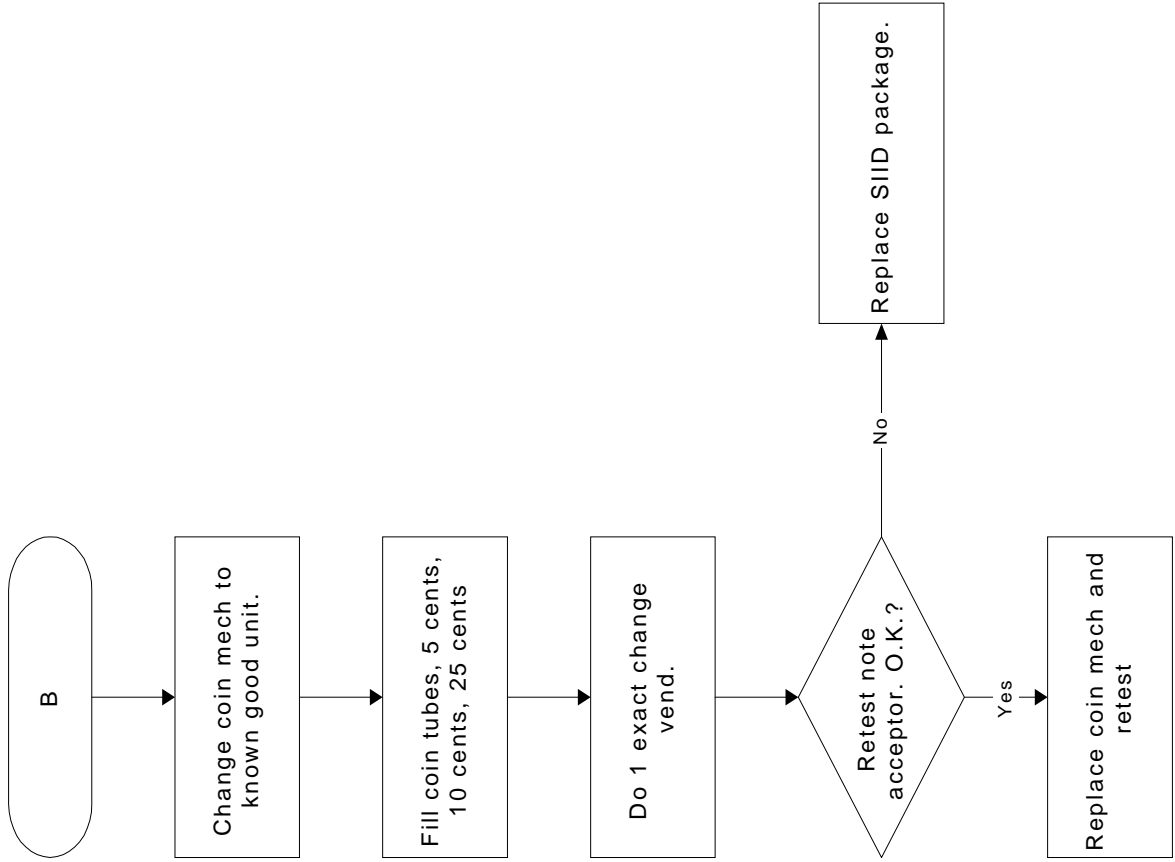 B
Change coin mech to
known good unit.
Fill coin tubes, 5 cents,
10 cents, 25 cents
Do 1 exact change
vend.
Retest note
acceptor. O.K.?
No
Replace SIID package.
Yes
Replace coin mech and
retest